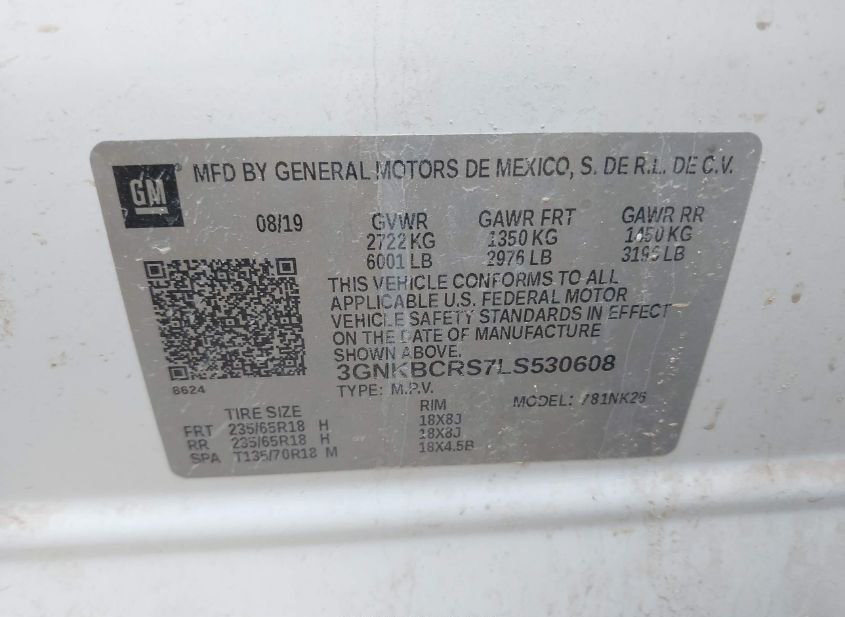 GM ® MFD BY GENERAL MOTORS DE MEXICO, S. DE R.L. DE C.V.
08/19 GVWR GAWR FRT GAWR RR
2722 KG 1350 KG 1450 KG
6001 LB 2976 LB 3196 LB
THIS VEHICLE CONFORMS TO ALL
APPLICABLE U.S. FEDERAL MOTOR
VEHICLE SAFETY STANDARDS IN EFFECT
ON THE DATE OF MANUFACTURE
SHOWN ABOVE.
3GNKBCRS7LS530608
8624 TYPE: M.P.V. MODEL: 781NK26
TIRE SIZE RIM
FRT 235/65R18 H 18X8J
RR 235/65R18 H 18X8J
SPA T135/70R18 M 18X4.5B